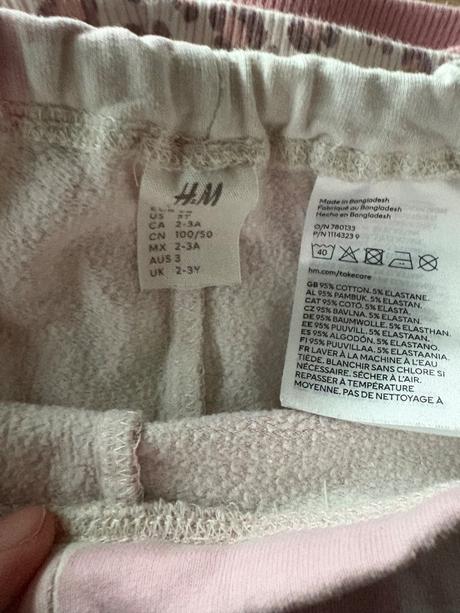 H&M
US 2T
CA 2-3A
CN 100/50
MX 2-3A
AUS 3
UK 2-3Y
Made in Bangladesh
Fabriqué au Bangladesh
Hecho en Bangladesh
O/N 780133
P/N 1114323 9
40
hm.com/takecare
GB 95% COTTON. 5% ELASTANE.
AL 95% PAMBUK. 5% ELASTAN.
CAT 95% COTÓ. 5% ELASTÀ.
CZ 95% BAVLNA. 5% ELASTAN.
DE 95% BAUMWOLLE. 5% ELASTHAN.
EE 95% PUUVILL. 5% ELASTAAN.
ES 95% ALGODÓN. 5% ELASTANO.
FI 95% PUUVILLAA. 5% ELASTAANIA.
FR LAVER À LA MACHINE À L'EAU
TIÈDE. BLANCHIR SANS CHLORE SI
NÉCESSAIRE. SÉCHER À L'AIR.
REPASSER À TEMPÉRATURE
MOYENNE. PAS DE NETTOYAGE À